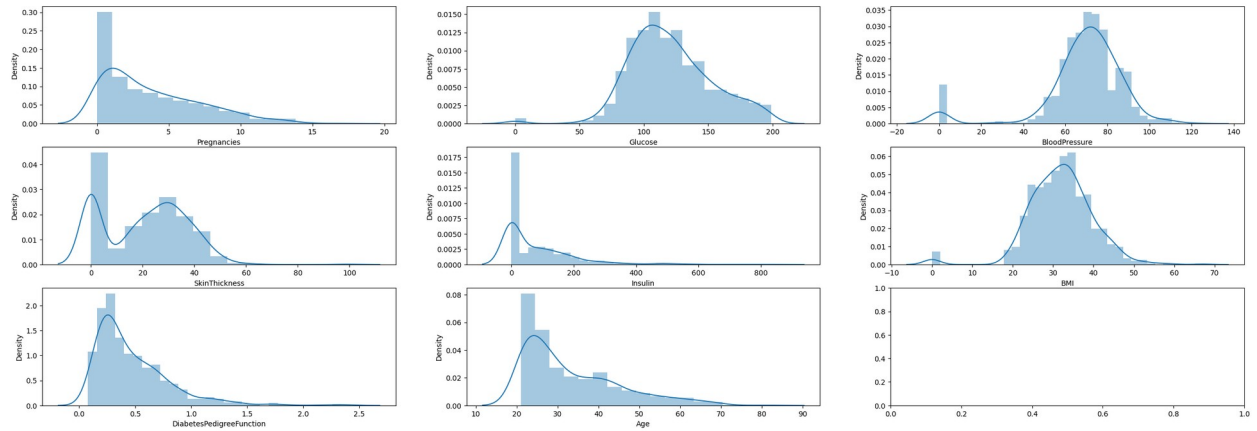 0.30
0.25
0.20
0.15
0.10
0.05
0.00
Density
0 5 10 15 20
Pregnancies
0.0150
0.0125
0.0100
0.0075
0.0050
0.0025
0.0000
Density
0 50 100 150 200
Glucose
0.035
0.030
0.025
0.020
0.015
0.010
0.005
0.000
Density
−20 0 20 40 60 80 100 120 140
BloodPressure
0.04
0.03
0.02
0.01
0.00
Density
0 20 40 60 80 100
SkinThickness
0.0175
0.0150
0.0125
0.0100
0.0075
0.0050
0.0025
0.0000
Density
0 200 400 600 800
Insulin
0.06
0.05
0.04
0.03
0.02
0.01
0.00
Density
−10 0 10 20 30 40 50 60 70
BMI
2.0
1.5
1.0
0.5
0.0
Density
0.0 0.5 1.0 1.5 2.0 2.5
DiabetesPedigreeFunction
0.08
0.06
0.04
0.02
0.00
Density
10 20 30 40 50 60 70 80 90
Age
1.0
0.8
0.6
0.4
0.2
0.0
0.0 0.2 0.4 0.6 0.8 1.0